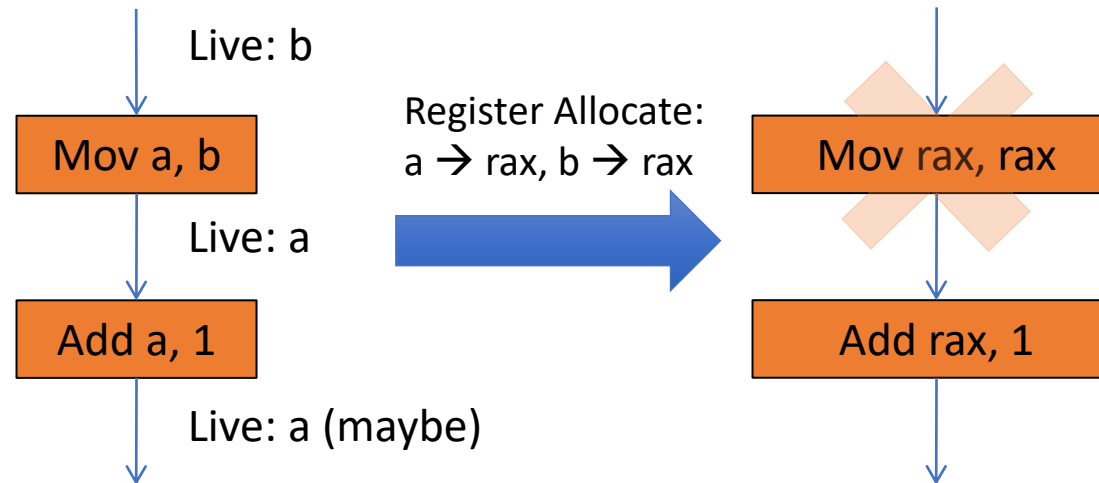 Live: b
Mov a, b
Live: a
Add a, 1
Live: a (maybe)
Register Allocate:
a → rax, b → rax
Mov rax, rax
Add rax, 1